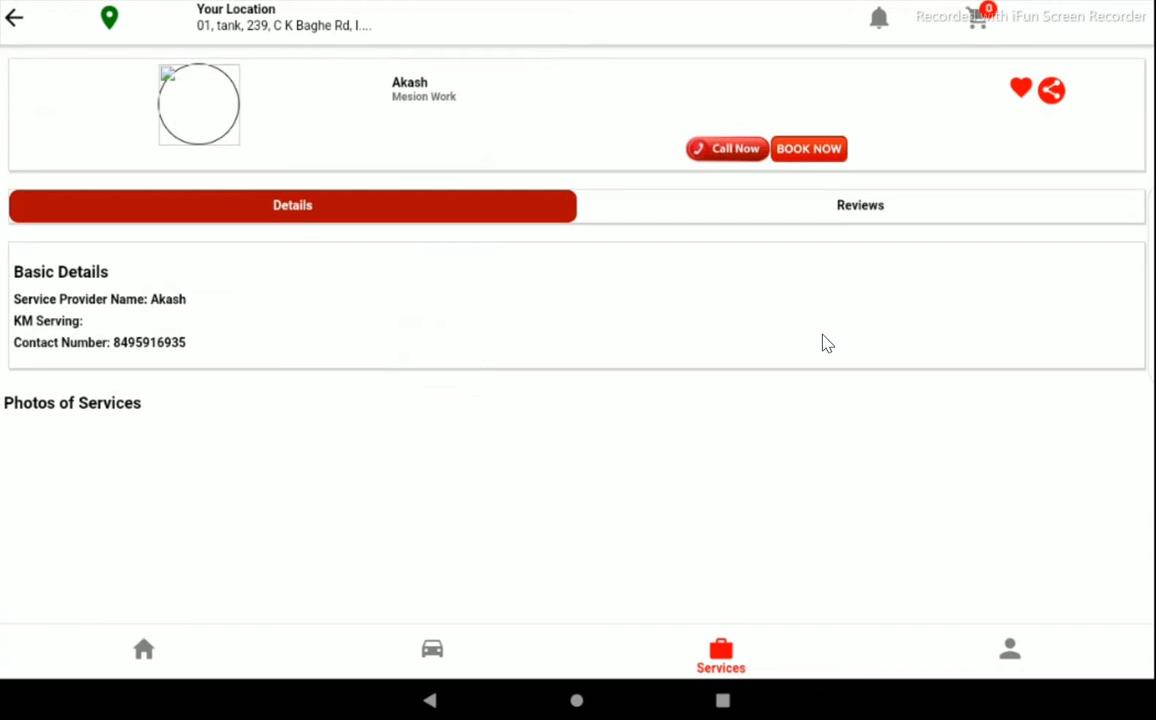 Your Location
01, tank, 239, C K Baghe Rd, I....
Recorded with iFun Screen Recorder
0
Akash
Mesion Work
Call Now
BOOK NOW
Details
Reviews
Basic Details
Service Provider Name: Akash
KM Serving:
Contact Number: 8495916935
Photos of Services
Services